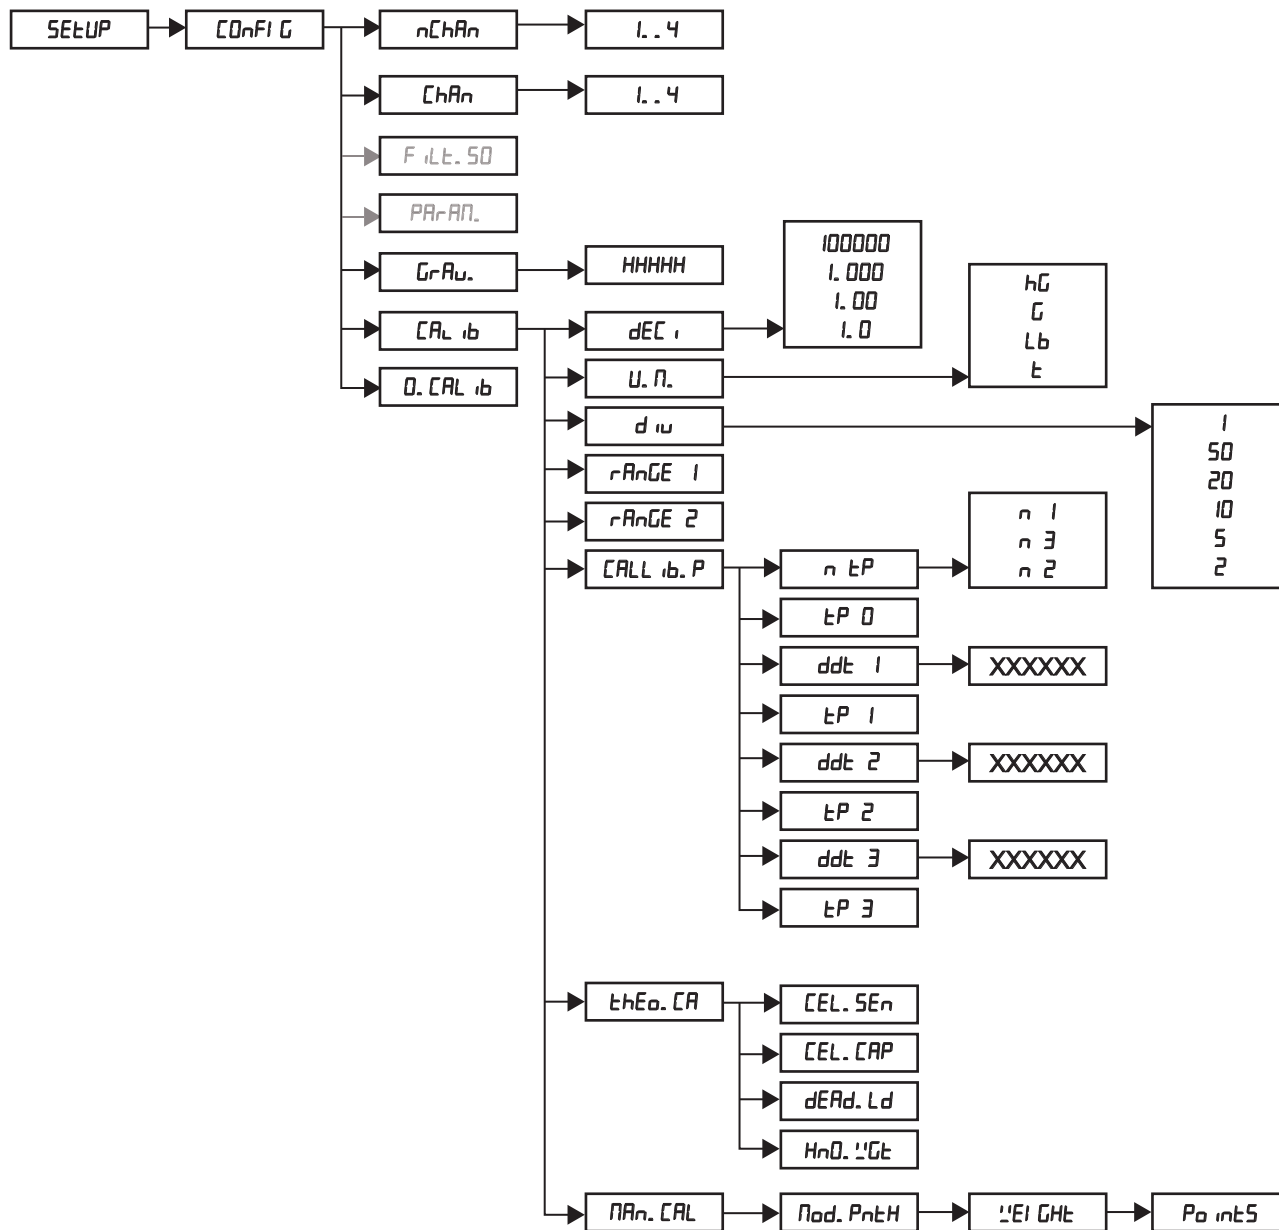 SEtUP
COnFIG
nChAn
1..4
ChAn
1..4
FiLt.50
PArAM.
GrAv.
HHHHH
CALib
0.CALib
dECi
100000
1.000
1.00
1.0
U.M.
hG
G
Lb
t
div
1
50
20
10
5
2
rAnGE 1
rAnGE 2
CALLib.P
n tP
n 1
n 3
n 2
tP 0
ddt 1
XXXXXX
tP 1
ddt 2
XXXXXX
tP 2
ddt 3
XXXXXX
tP 3
thEo.CA
CEL.SEn
CEL.CAP
dEAd.Ld
HnO.WGt
MAn.CAL
Mod.PntH
WEIGHt
PointS